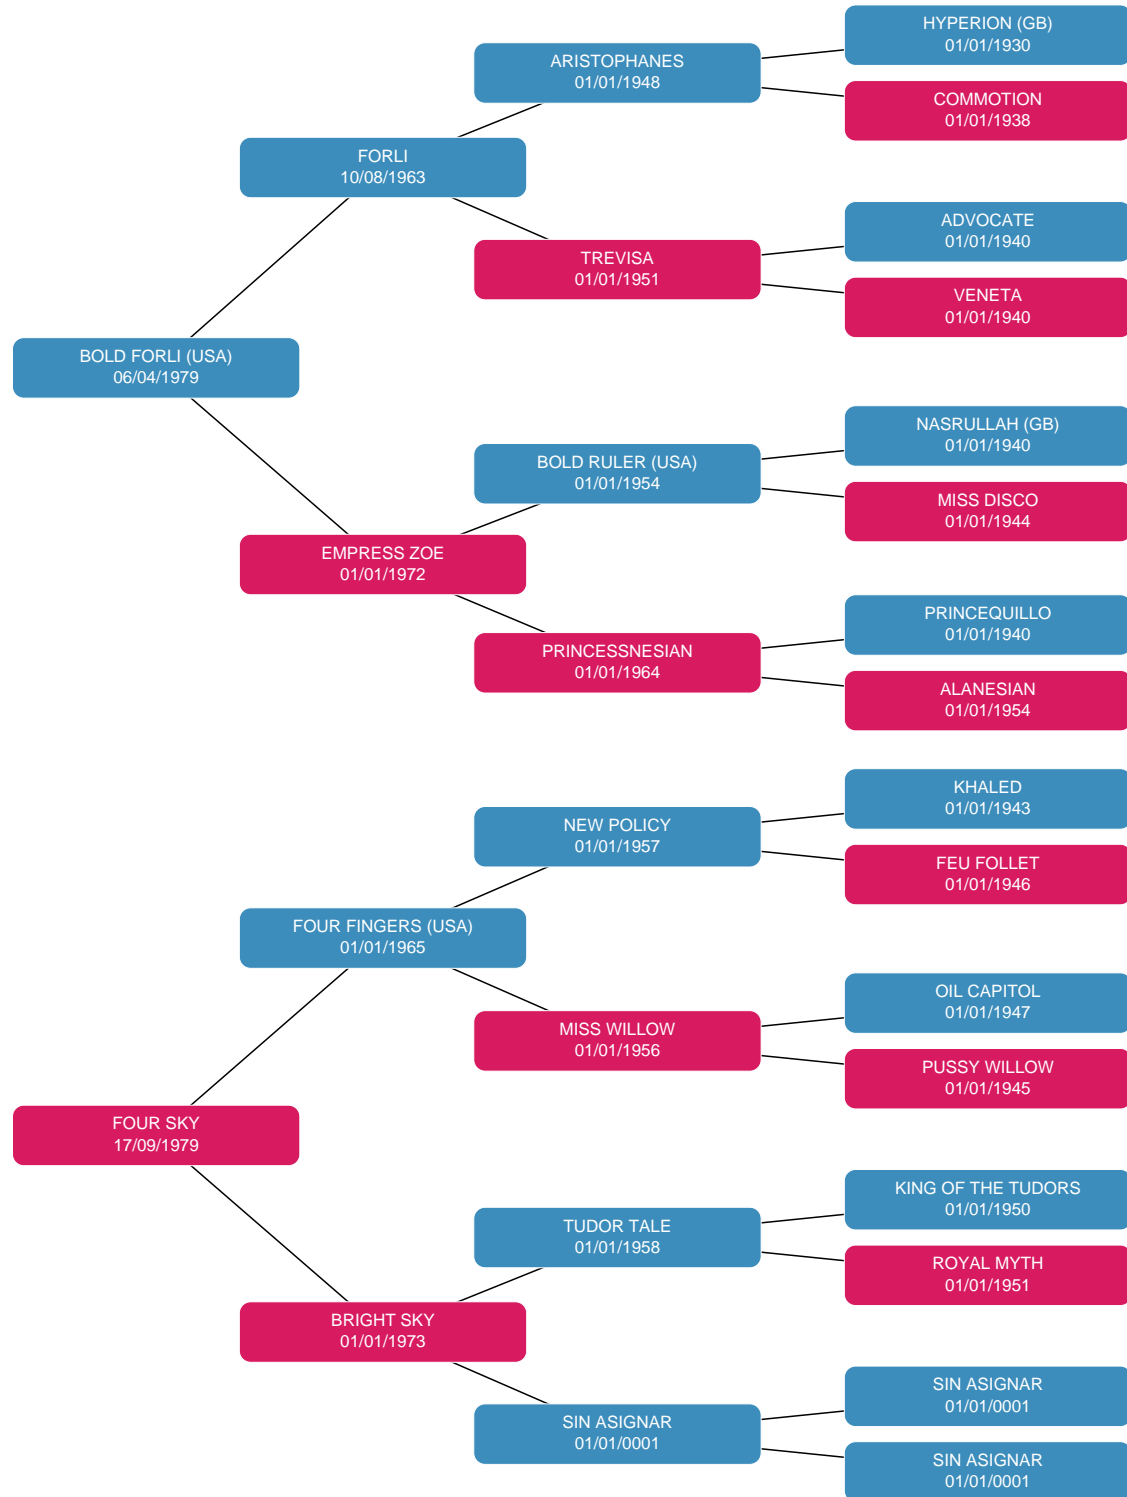 HYPERION (GB)
01/01/1930
ARISTOPHANES
01/01/1948
COMMOTION
01/01/1938
FORLI
10/08/1963
ADVOCATE
01/01/1940
TREVISA
01/01/1951
VENETA
01/01/1940
BOLD FORLI (USA)
06/04/1979
NASRULLAH (GB)
01/01/1940
BOLD RULER (USA)
01/01/1954
MISS DISCO
01/01/1944
EMPRESS ZOE
01/01/1972
PRINCEQUILLO
01/01/1940
PRINCESSNESIAN
01/01/1964
ALANESIAN
01/01/1954
KHALED
01/01/1943
NEW POLICY
01/01/1957
FEU FOLLET
01/01/1946
FOUR FINGERS (USA)
01/01/1965
OIL CAPITOL
01/01/1947
MISS WILLOW
01/01/1956
PUSSY WILLOW
01/01/1945
FOUR SKY
17/09/1979
KING OF THE TUDORS
01/01/1950
TUDOR TALE
01/01/1958
ROYAL MYTH
01/01/1951
BRIGHT SKY
01/01/1973
SIN ASIGNAR
01/01/0001
SIN ASIGNAR
01/01/0001
SIN ASIGNAR
01/01/0001